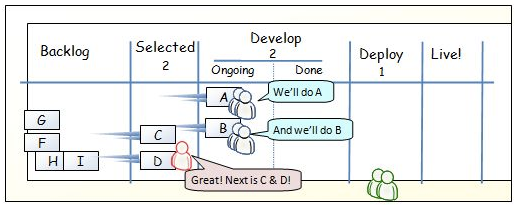 Backlog
Selected
2
Develop
2
Ongoing
Done
Deploy
1
Live!
A
We'll do A
B
And we'll do B
G
F
H
I
C
D
Great! Next is C & D!